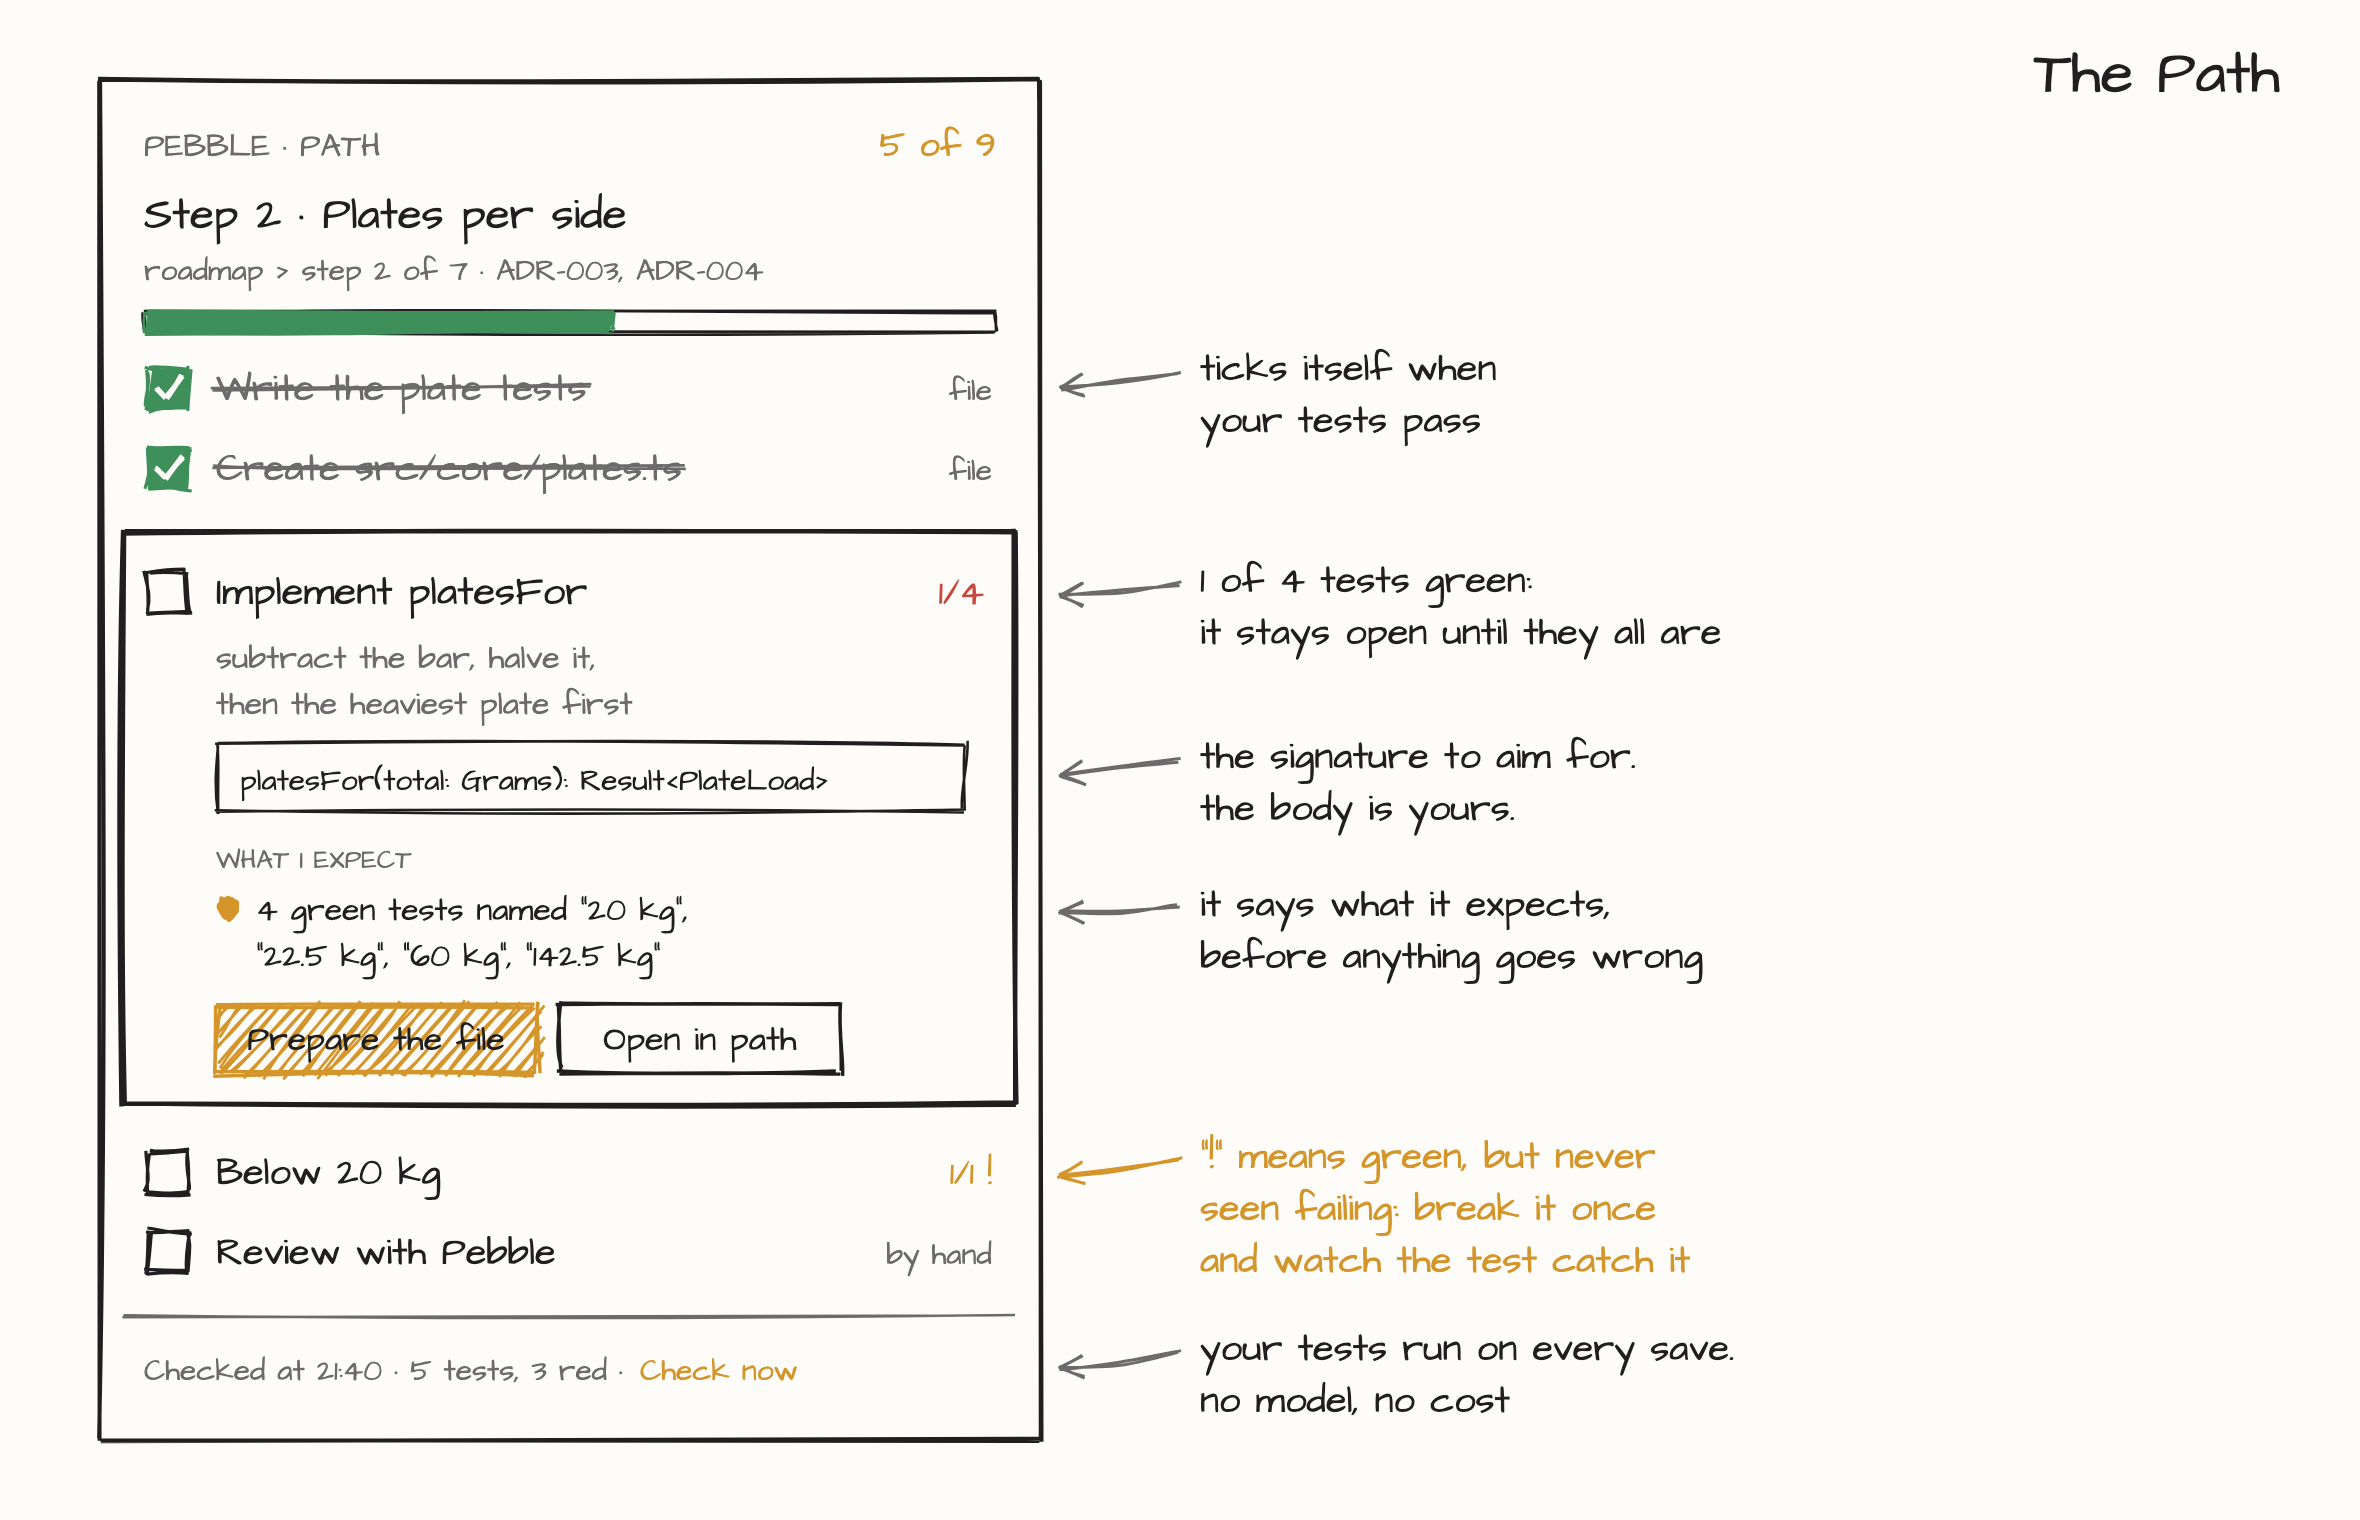 The Path
PEBBLE · PATH
5 of 9
Step 2 · Plates per side
roadmap > step 2 of 7 · ADR-003, ADR-004
Write the plate tests
file
ticks itself when
your tests pass
Create src/core/plates.ts
file
Implement platesFor
1/4
1 of 4 tests green:
it stays open until they all are
subtract the bar, halve it,
then the heaviest plate first
platesFor(total: Grams): Result<PlateLoad>
the signature to aim for.
the body is yours.
WHAT I EXPECT
4 green tests named "20 kg",
"22.5 kg", "60 kg", "142.5 kg"
it says what it expects,
before anything goes wrong
Prepare the file
Open in path
Below 20 kg
1/1 !
"!" means green, but never
seen failing: break it once
and watch the test catch it
Review with Pebble
by hand
Checked at 21:40 · 5 tests, 3 red · Check now
your tests run on every save.
no model, no cost